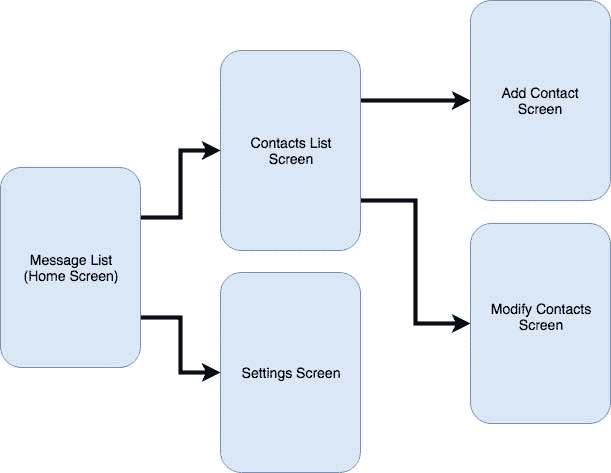 Message List
(Home Screen)
Contacts List
Screen
Settings Screen
Add Contact
Screen
Modify Contacts
Screen